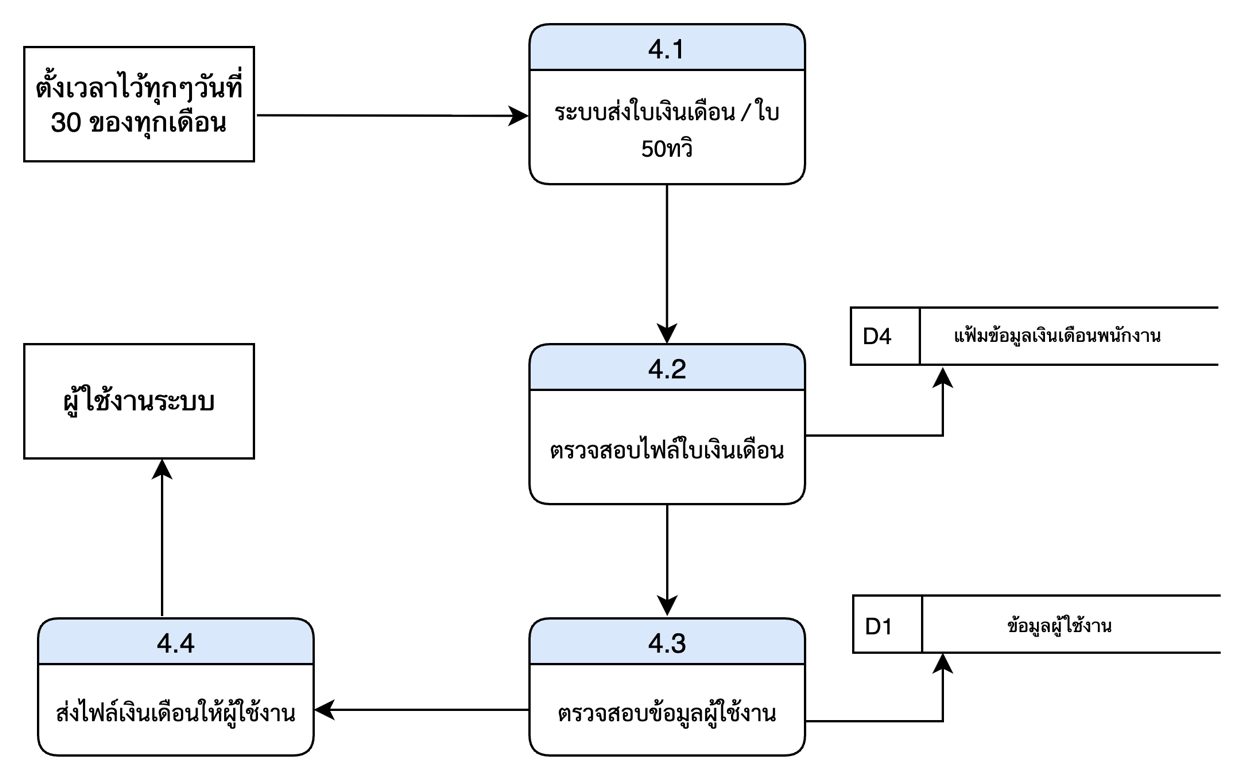 ตั้งเวลาไว้ทุกๆวันที่
30 ของทุกเดือน
4.1
ระบบส่งใบเงินเดือน / ใบ
50ทวิ
4.2
ตรวจสอบไฟล์ใบเงินเดือน
D4
แฟ้มข้อมูลเงินเดือนพนักงาน
ผู้ใช้งานระบบ
4.3
ตรวจสอบข้อมูลผู้ใช้งาน
D1
ข้อมูลผู้ใช้งาน
4.4
ส่งไฟล์เงินเดือนให้ผู้ใช้งาน